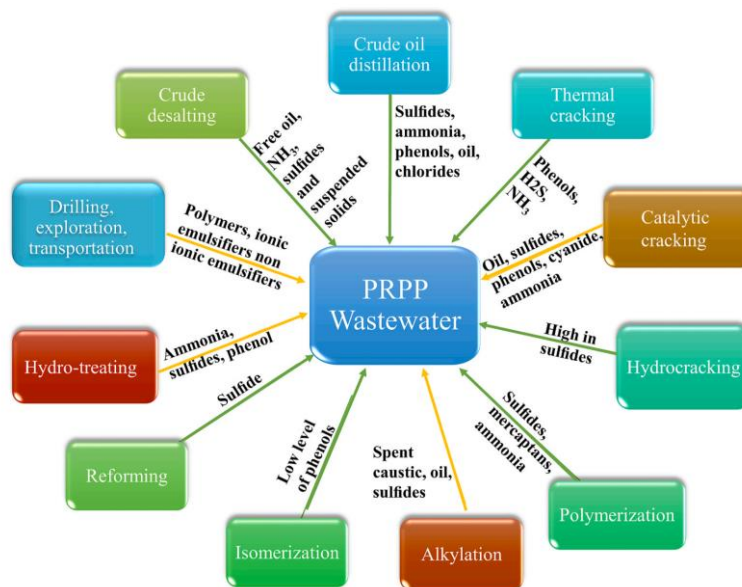 Crude oil
distillation
Crude
desalting
Thermal
cracking
Free oil,
NH₃,
sulfides
and
suspended
solids
Sulfides,
ammonia,
phenols, oil,
chlorides
Phenols,
H2S,
NH₃
Drilling,
exploration,
transportation
Polymers, ionic
emulsifiers non
ionic emulsifiers
Catalytic
cracking
Oil, sulfides,
phenols, cyanide,
ammonia
PRPP
Wastewater
Hydro-treating
Ammonia,
sulfides, phenol
High in
sulfides
Hydrocracking
Reforming
Sulfide
Low level
of phenols
Spent
caustic, oil,
sulfides
Sulfides,
mercaptans,
ammonia
Polymerization
Isomerization
Alkylation